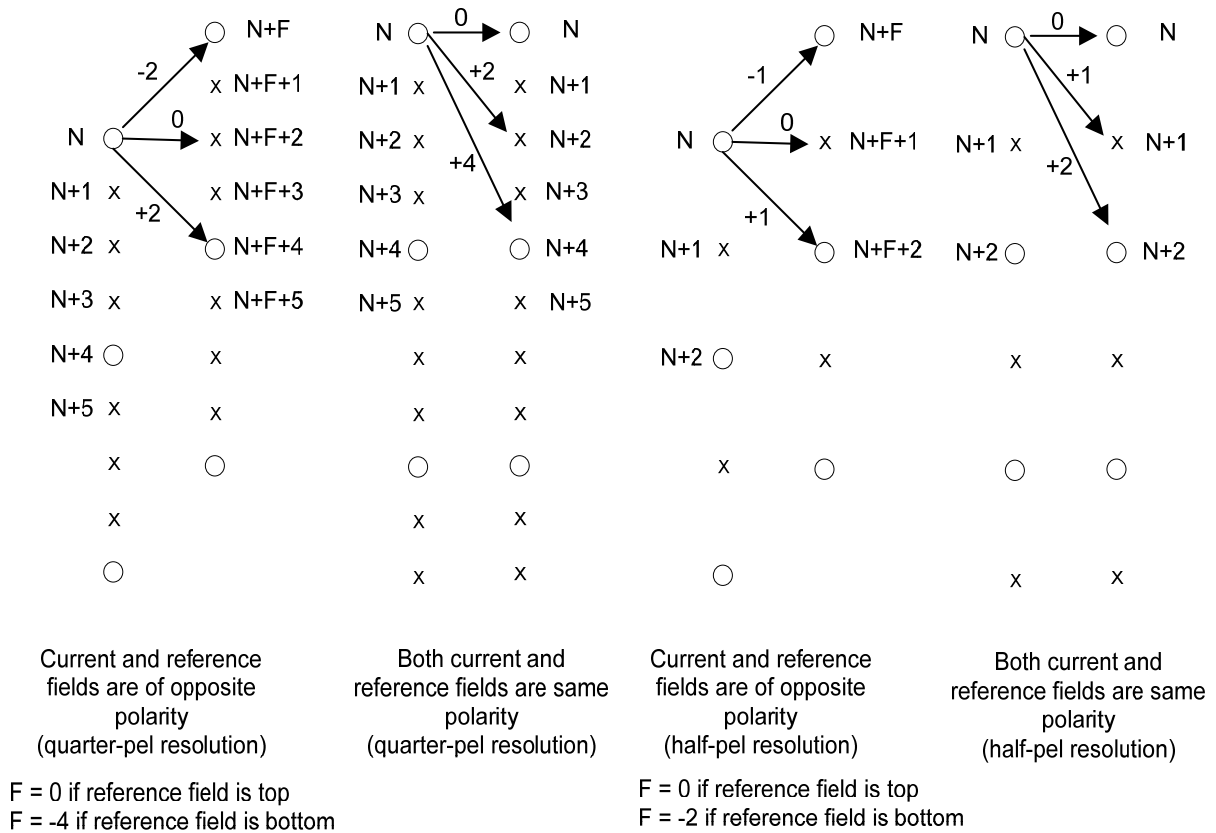 N+F
-2
x N+F+1
0
N
x N+F+2
N+1 x
x N+F+3
+2
N+2 x
N+F+4
N+3 x
x N+F+5
N+4
x
N+5 x
x
x
x
N
0
N
+2
N+1 x
x N+1
N+2 x
x N+2
+4
N+3 x
x N+3
N+4
N+4
N+5 x
x N+5
x x
x x
x x
x x
N+F
-1
0
N
x N+F+1
+1
N+1 x
N+F+2
N+2
x
x
N
0
N
+1
N+1 x
x N+1
+2
N+2
N+2
x x
x x
Current and reference
fields are of opposite
polarity
(quarter-pel resolution)
F = 0 if reference field is top
F = -4 if reference field is bottom
Both current and
reference fields are same
polarity
(quarter-pel resolution)
Current and reference
fields are of opposite
polarity
(half-pel resolution)
F = 0 if reference field is top
F = -2 if reference field is bottom
Both current and
reference fields are same
polarity
(half-pel resolution)